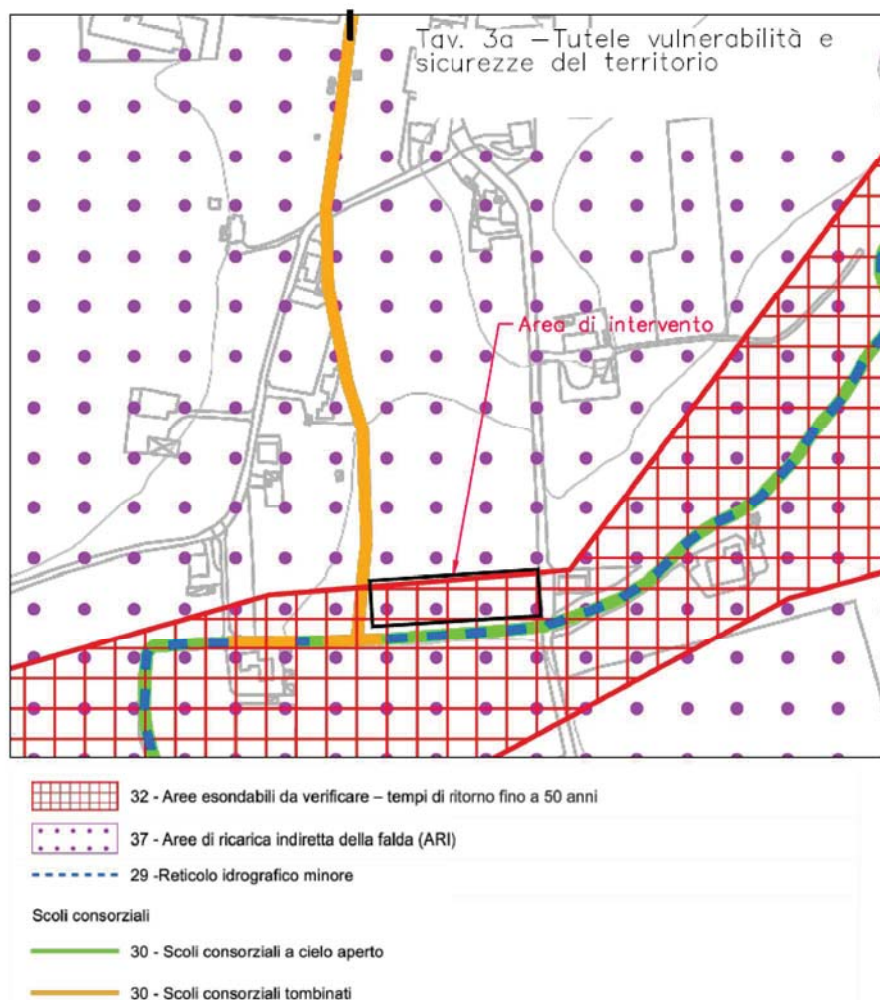 Tav. 3a –Tutele vulnerabilità e
sicurezze del territorio
Area di intervento
32 - Aree esondabili da verificare – tempi di ritorno fino a 50 anni
37 - Aree di ricarica indiretta della falda (ARI)
29 -Reticolo idrografico minore
Scoli consorziali
30 - Scoli consorziali a cielo aperto
30 - Scoli consorziali tombinati